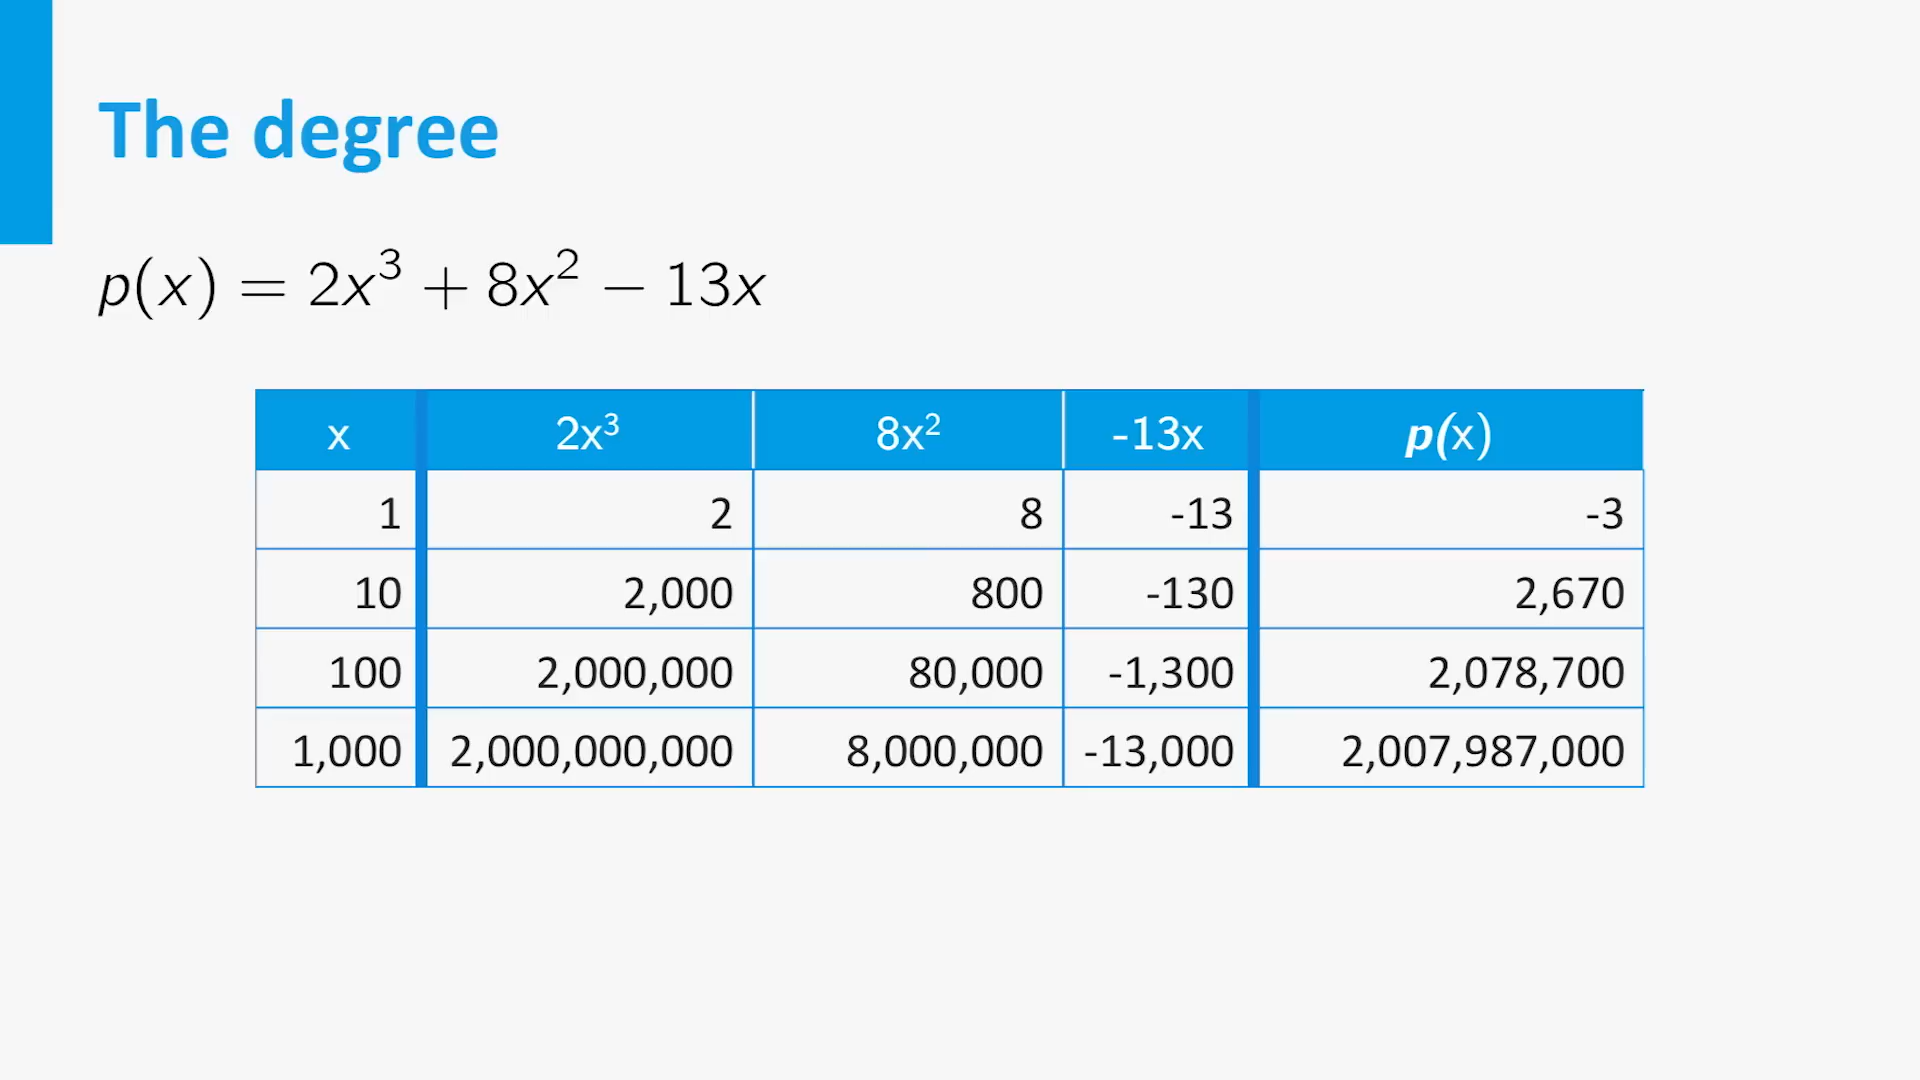 The degree
p(x) = 2x³ + 8x² − 13x
x 2x³ 8x² -13x p(x)
1 2 8 -13 -3
10 2,000 800 -130 2,670
100 2,000,000 80,000 -1,300 2,078,700
1,000 2,000,000,000 8,000,000 -13,000 2,007,987,000